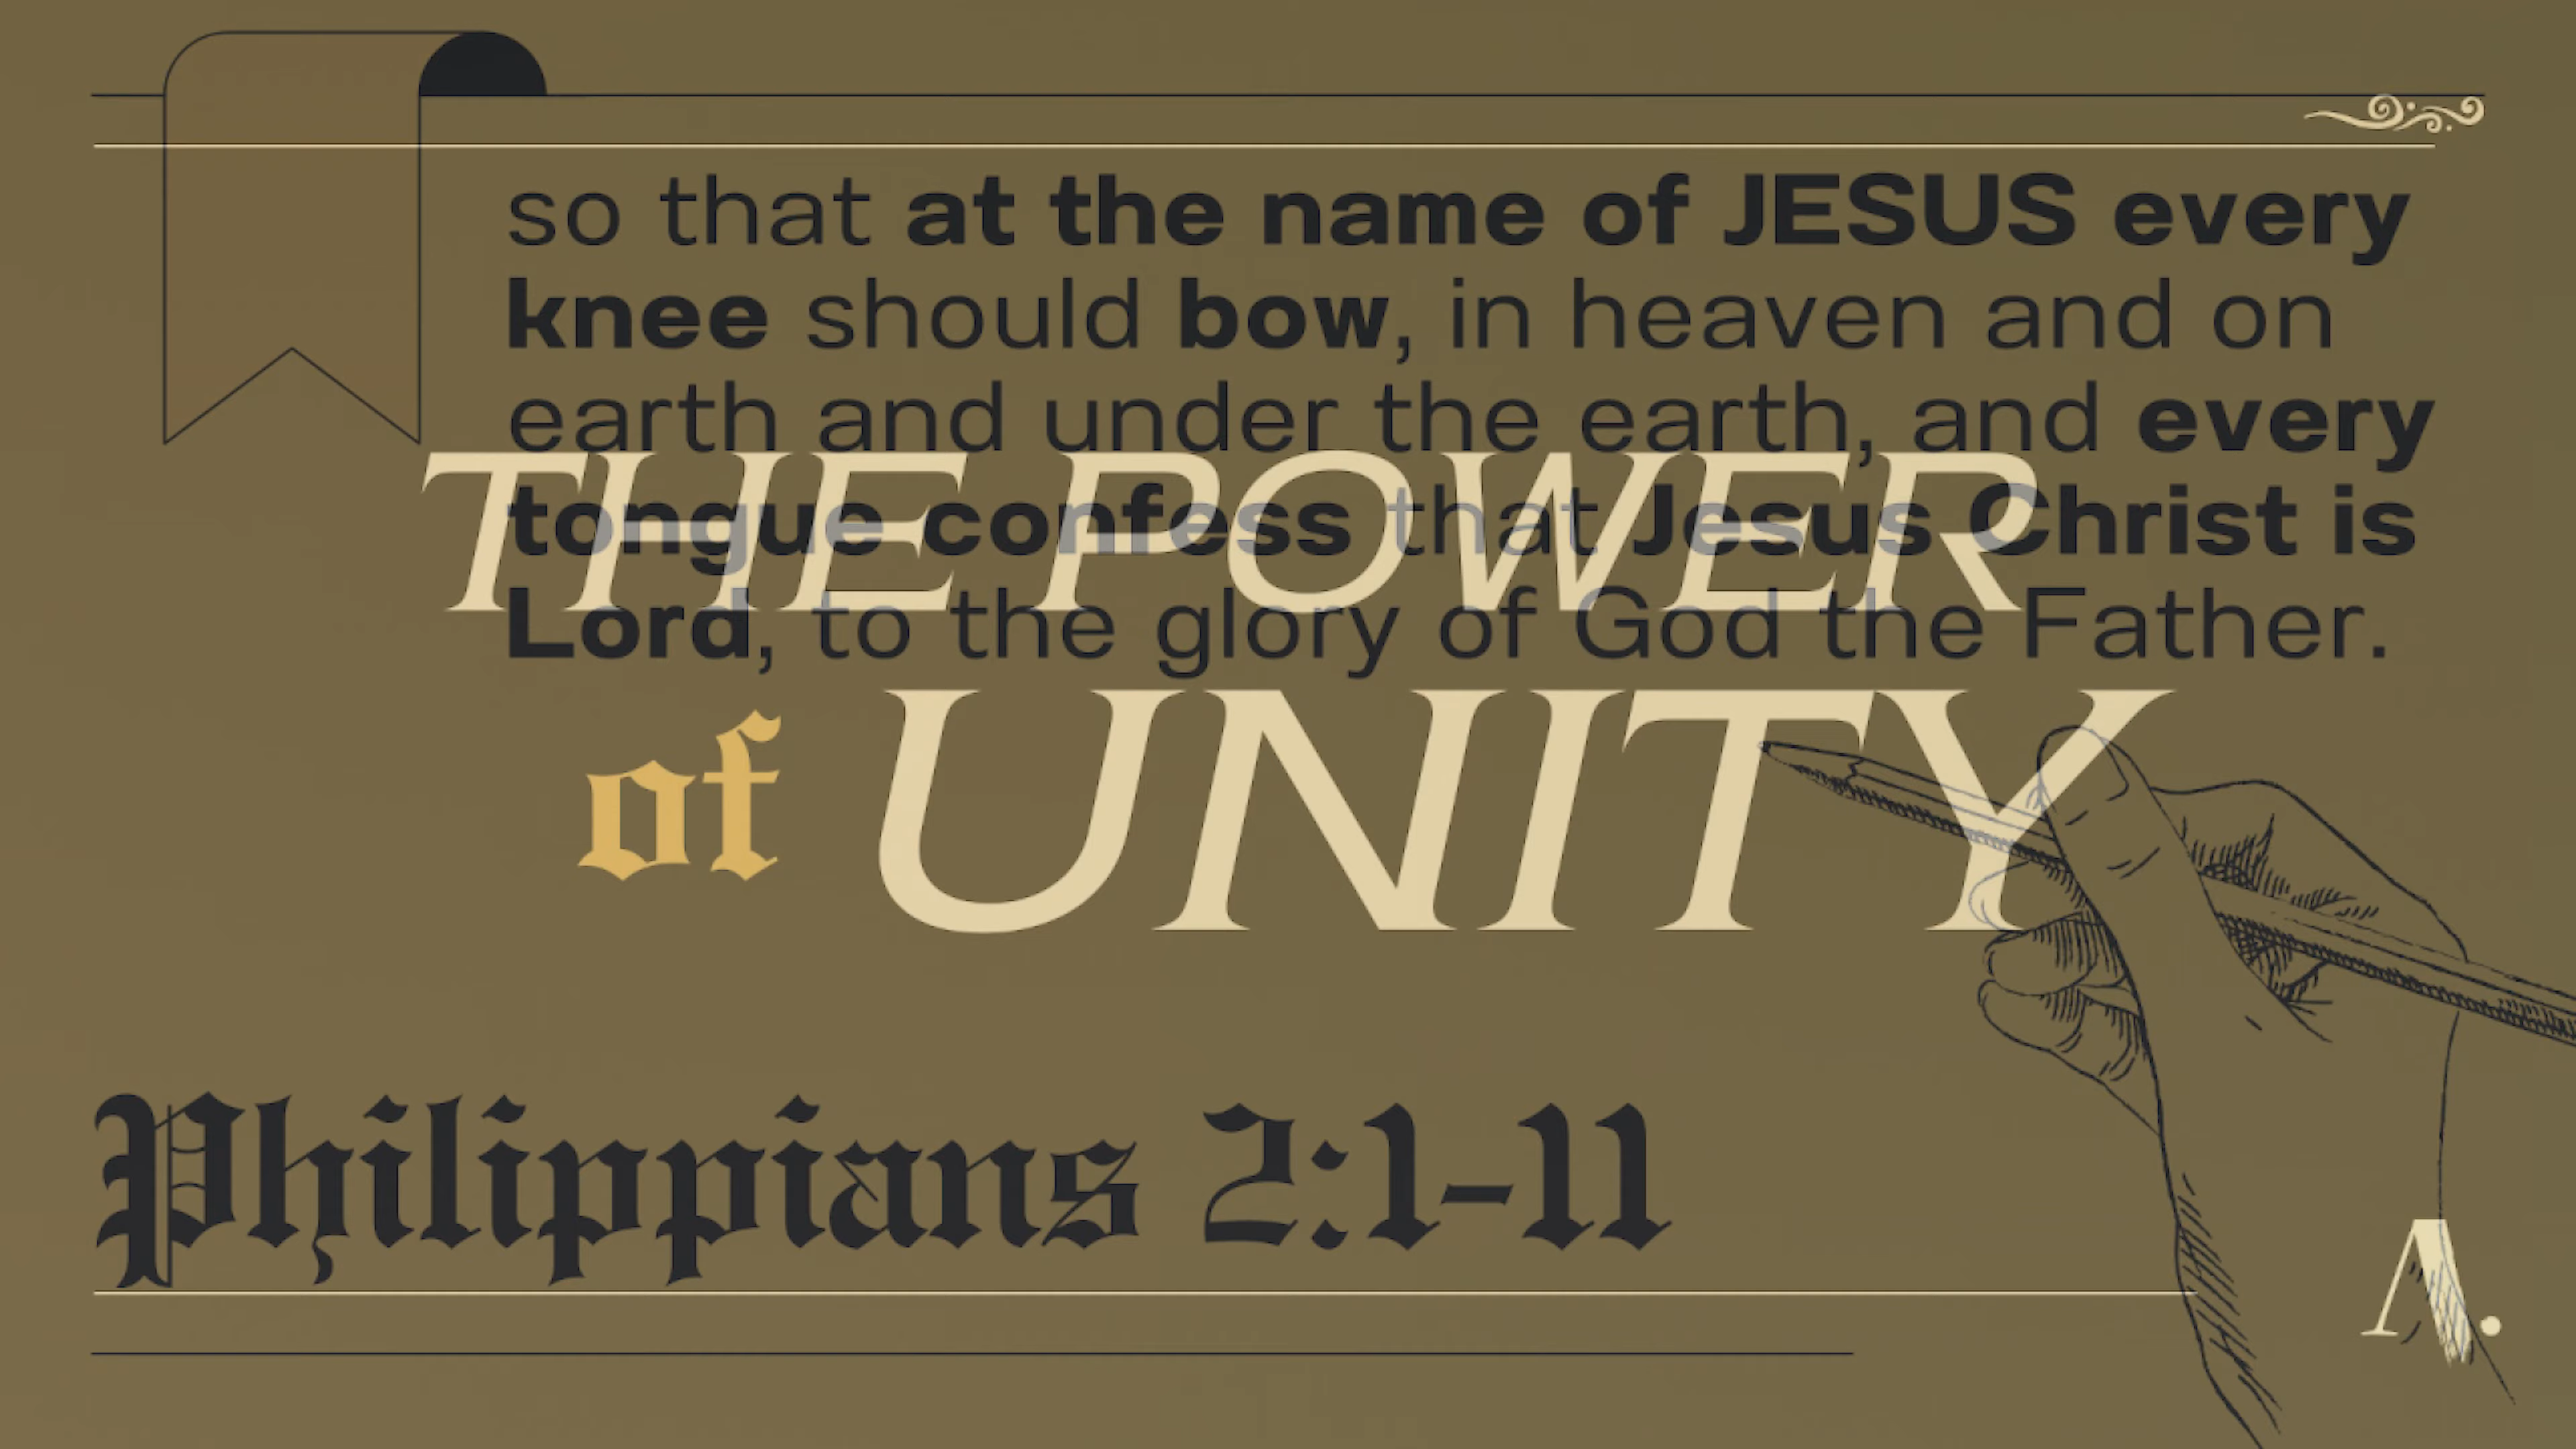 so that at the name of JESUS every
knee should bow, in heaven and on
earth and under the earth, and every
tongue confess that Jesus Christ is
Lord, to the glory of God the Father.
THE POWER
of UNITY
Philippians 2:1-11
Λ.